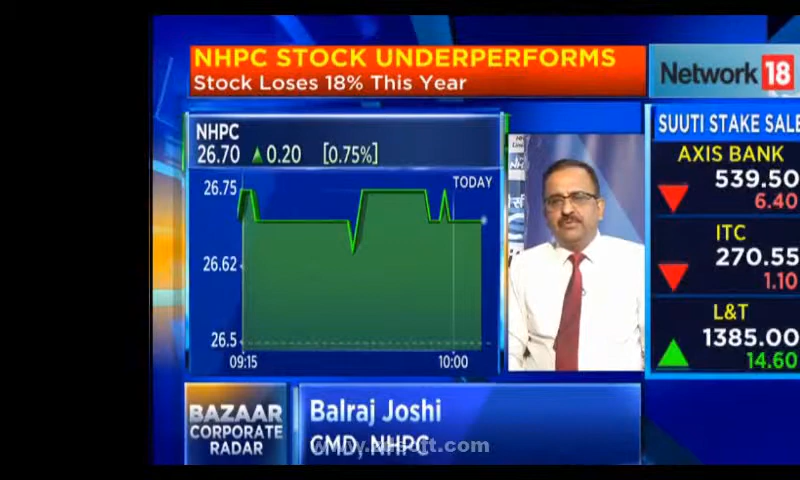 NHPC STOCK UNDERPERFORMS
Stock Loses 18% This Year
Network 18
NHPC
26.70 ▲ 0.20 [0.75%]
TODAY
26.75
26.62
26.5
09:15 10:00
SUUTI STAKE SALE
AXIS BANK
539.50
▼ 6.40
ITC
270.55
▼ 1.10
L&T
1385.00
▲ 14.60
BAZAAR
CORPORATE
RADAR
Balraj Joshi
CMD, NHPC